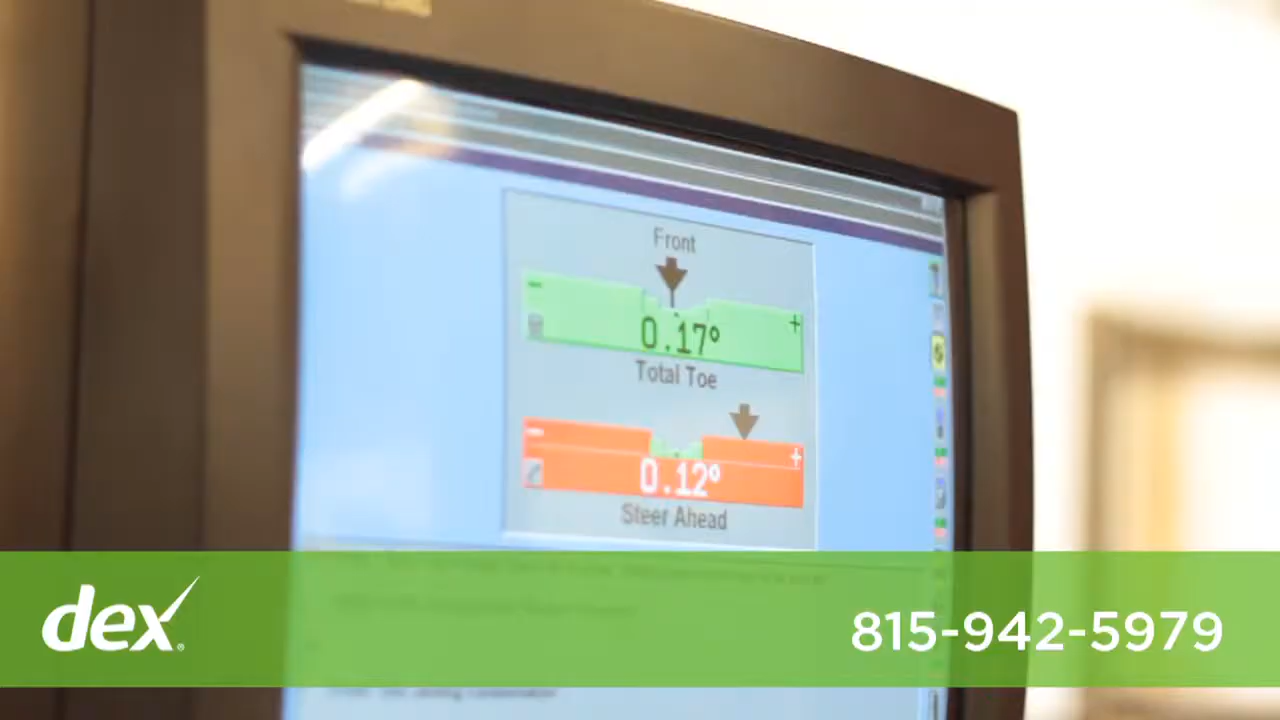 Front
0.17°
Total Toe
0.12°
Steer Ahead
dex
815-942-5979